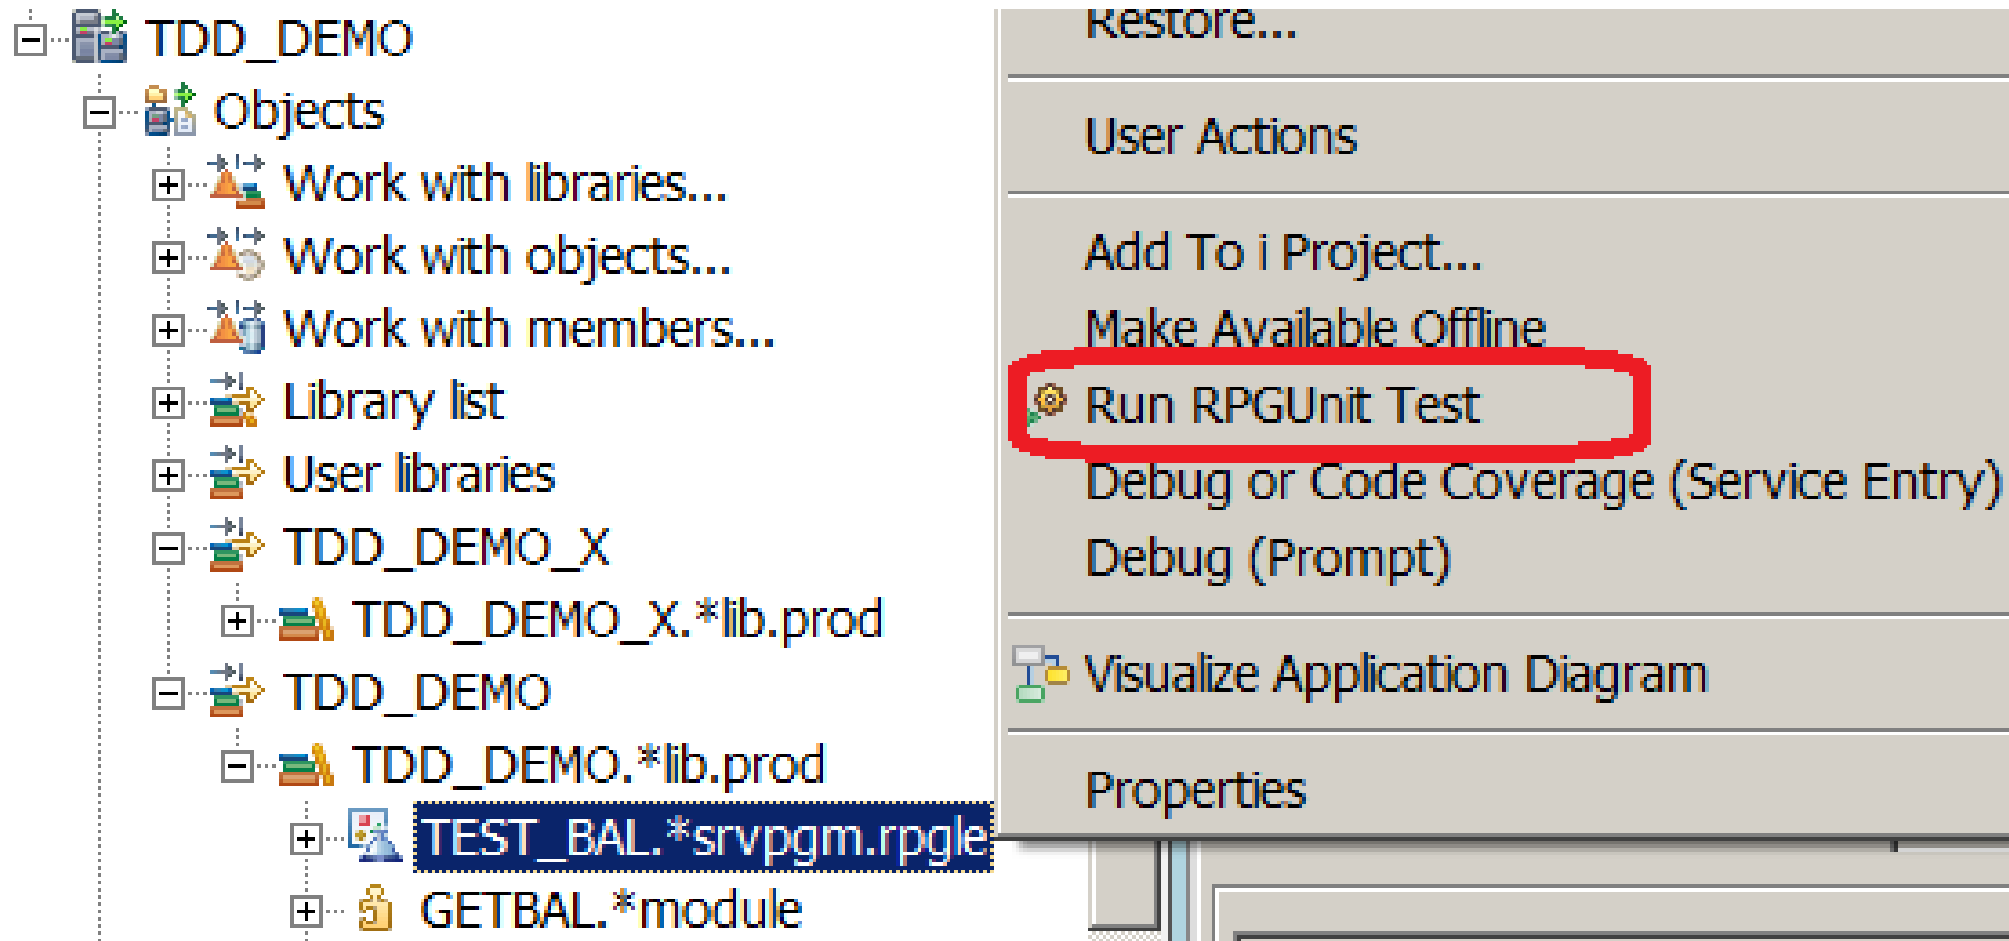 TDD_DEMO
Objects
Work with libraries...
Work with objects...
Work with members...
Library list
User libraries
TDD_DEMO_X
TDD_DEMO_X.*lib.prod
TDD_DEMO
TDD_DEMO.*lib.prod
TEST_BAL.*srvpgm.rpgle
GETBAL.*module
Restore...
User Actions
Add To i Project...
Make Available Offline
Run RPGUnit Test
Debug or Code Coverage (Service Entry)
Debug (Prompt)
Visualize Application Diagram
Properties